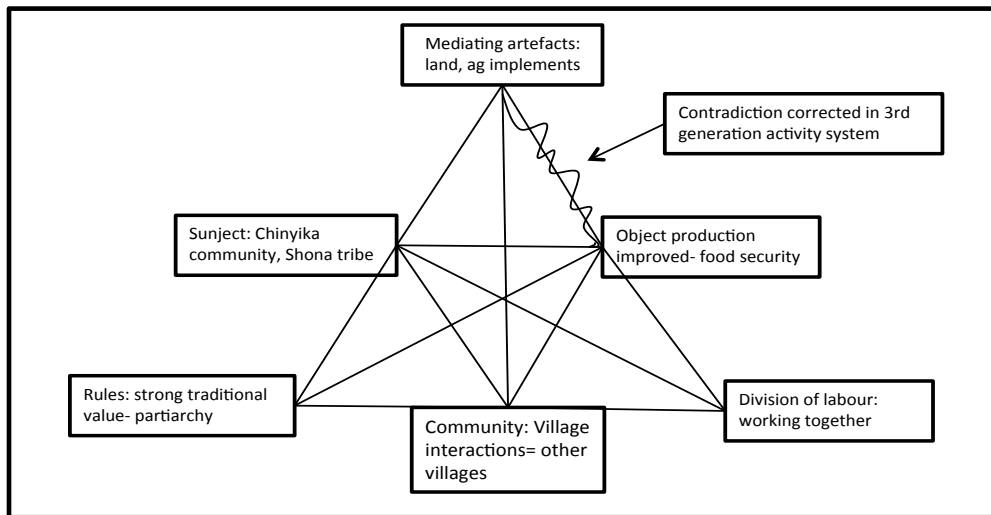 Mediating artefacts:
land, ag implements
Contradiction corrected in 3rd
generation activity system
Sunject: Chinyika
community, Shona tribe
Object production
improved- food security
Rules: strong traditional
value- partiarchy
Community: Village
interactions= other
villages
Division of labour:
working together